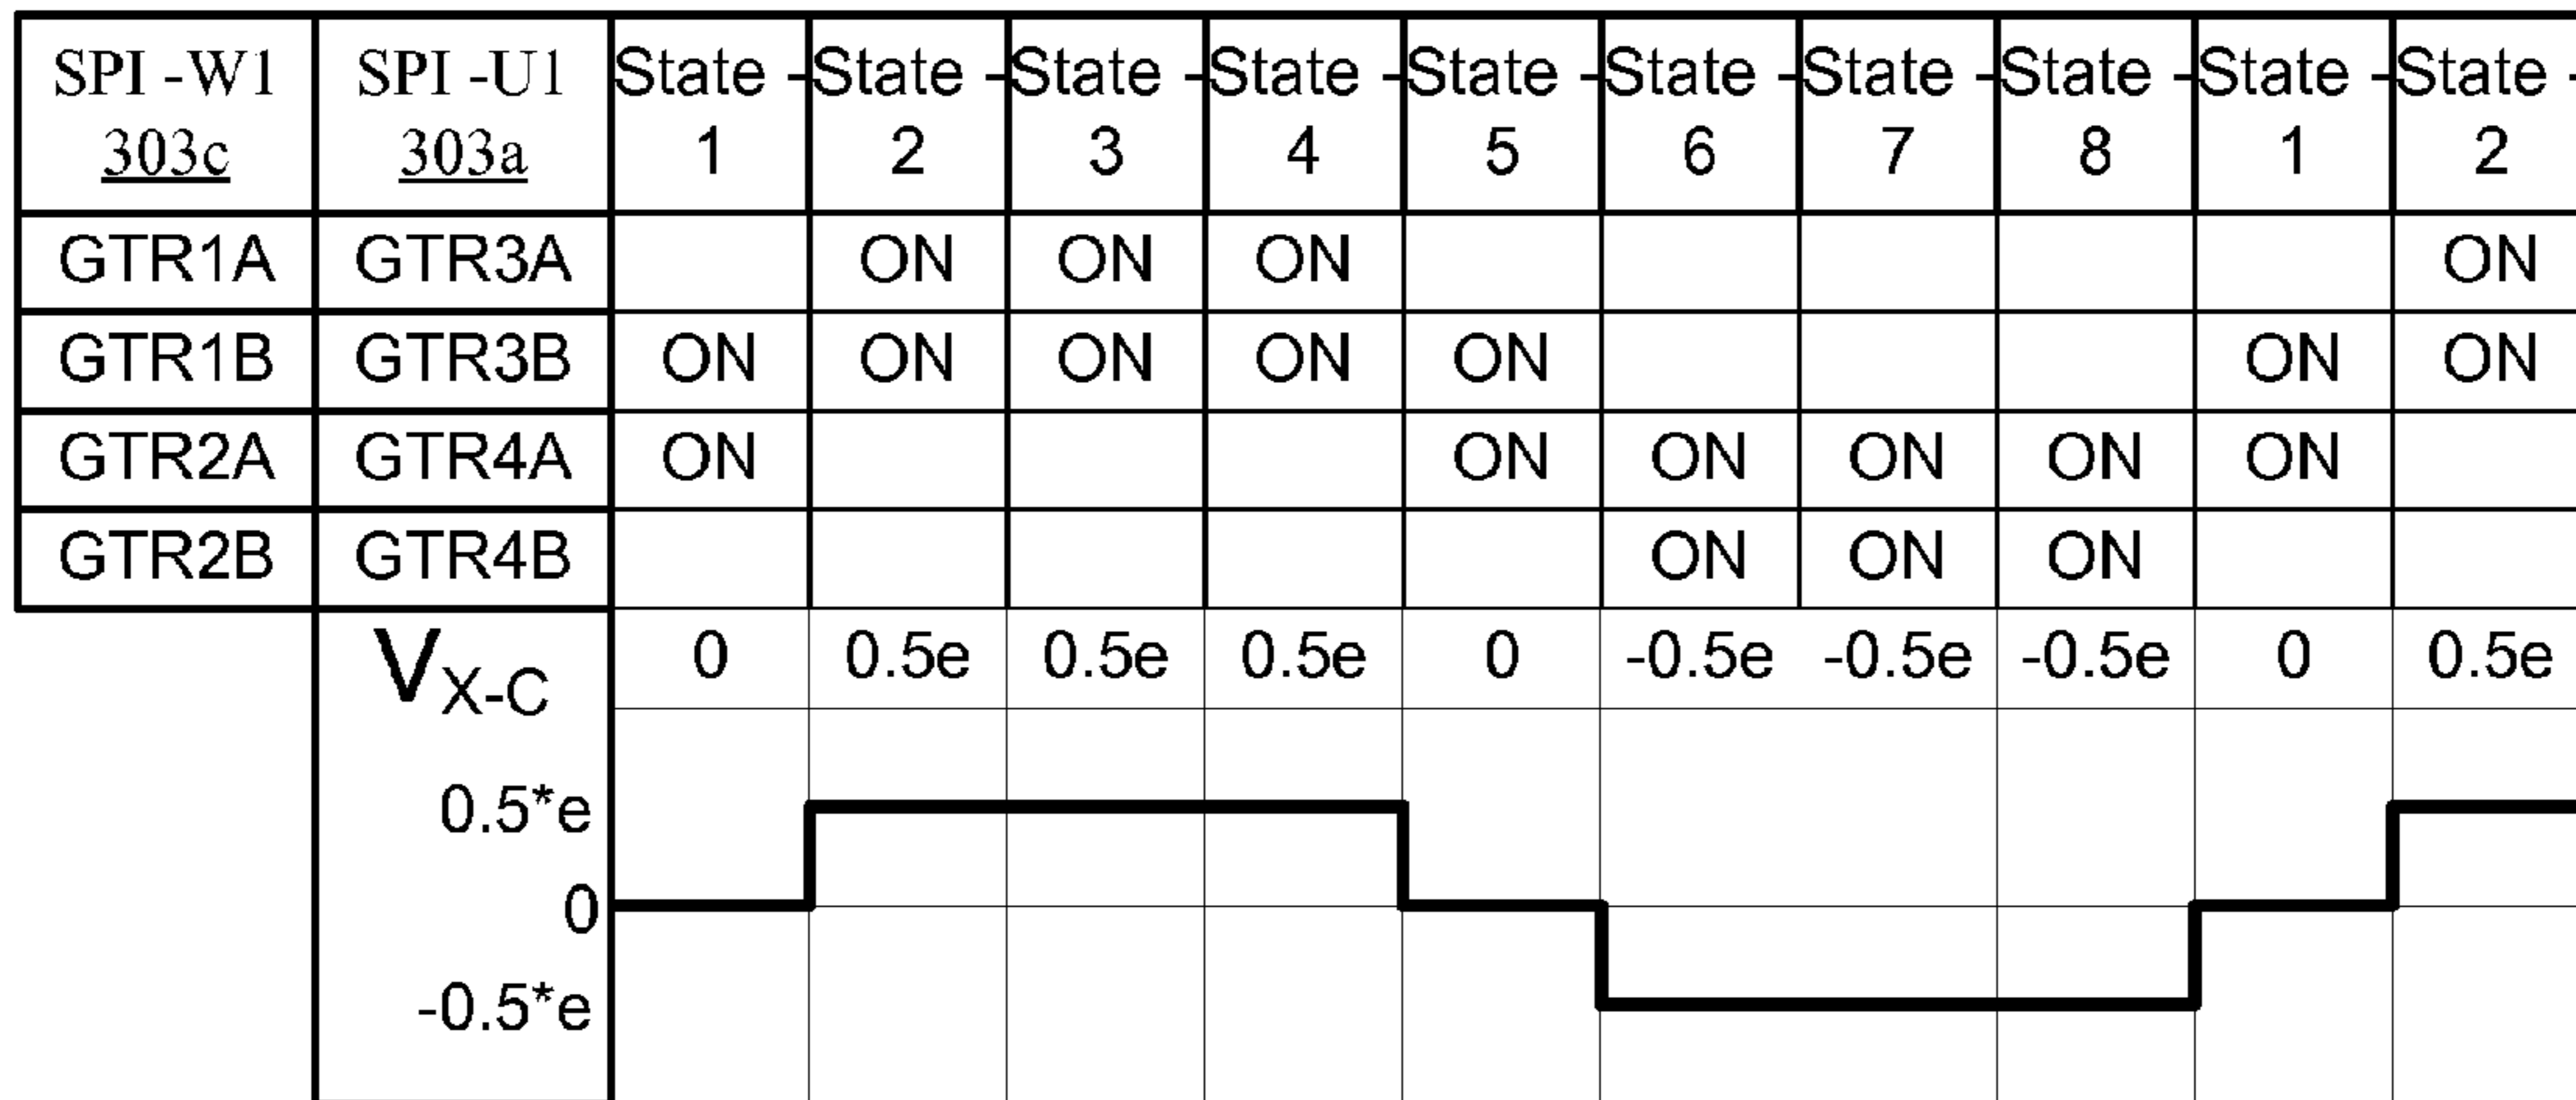 SPI -W1 SPI -U1 State - State - State - State - State - State - State - State - State - State -
303c 303a 1 2 3 4 5 6 7 8 1 2
GTR1A GTR3A ON ON ON ON
GTR1B GTR3B ON ON ON ON ON ON ON
GTR2A GTR4A ON ON ON ON ON ON
GTR2B GTR4B ON ON ON
VX-C 0 0.5e 0.5e 0.5e 0 -0.5e -0.5e -0.5e 0 0.5e
0.5*e
0
-0.5*e